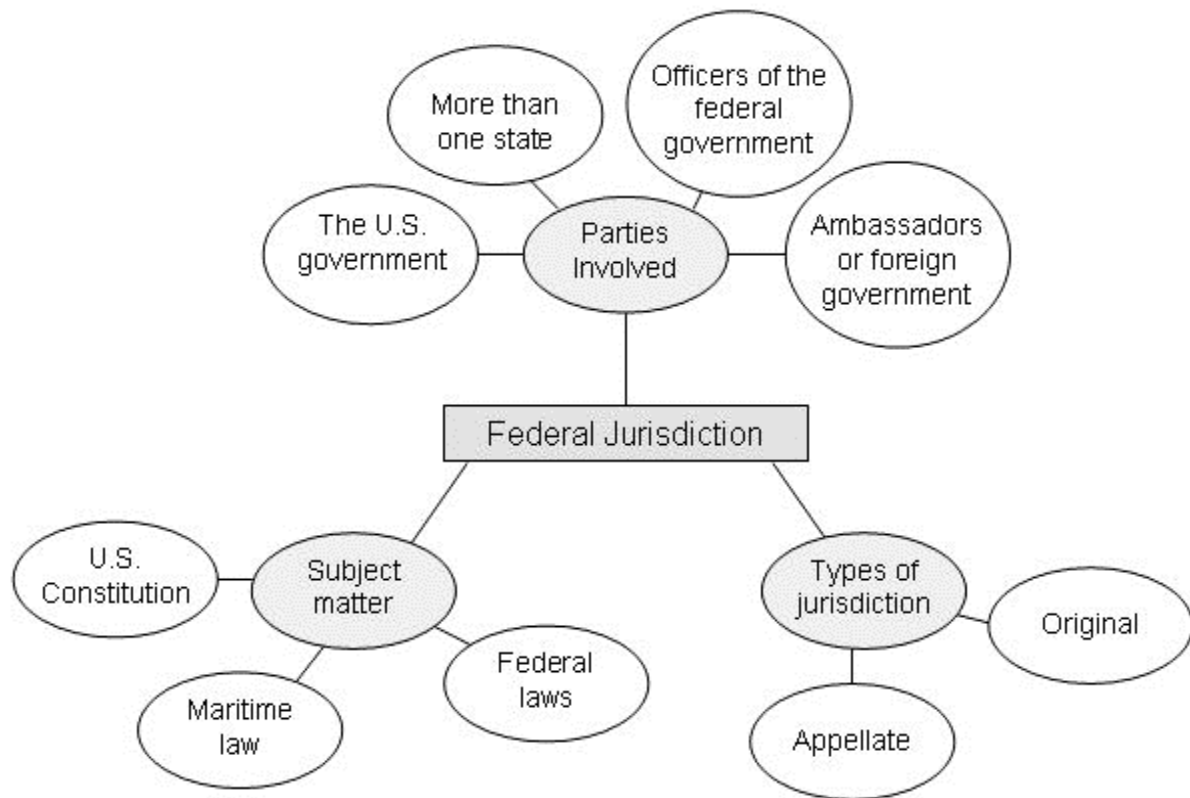 More than
one state
Officers of the
federal
government
The U.S.
government
Parties
Involved
Ambassadors
or foreign
government
Federal Jurisdiction
U.S.
Constitution
Subject
matter
Maritime
law
Federal
laws
Types of
jurisdiction
Original
Appellate